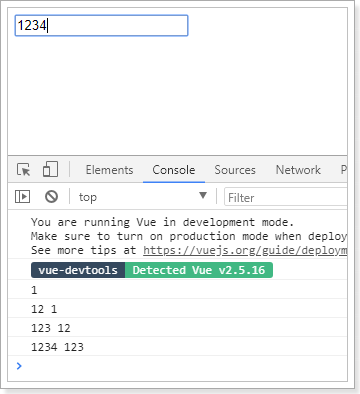 1234
Elements Console Sources Network
top Filter
You are running Vue in development mode.
Make sure to turn on production mode when deploy
See more tips at https://vuejs.org/guide/deploym
vue-devtools Detected Vue v2.5.16
1
12 1
123 12
1234 123
>